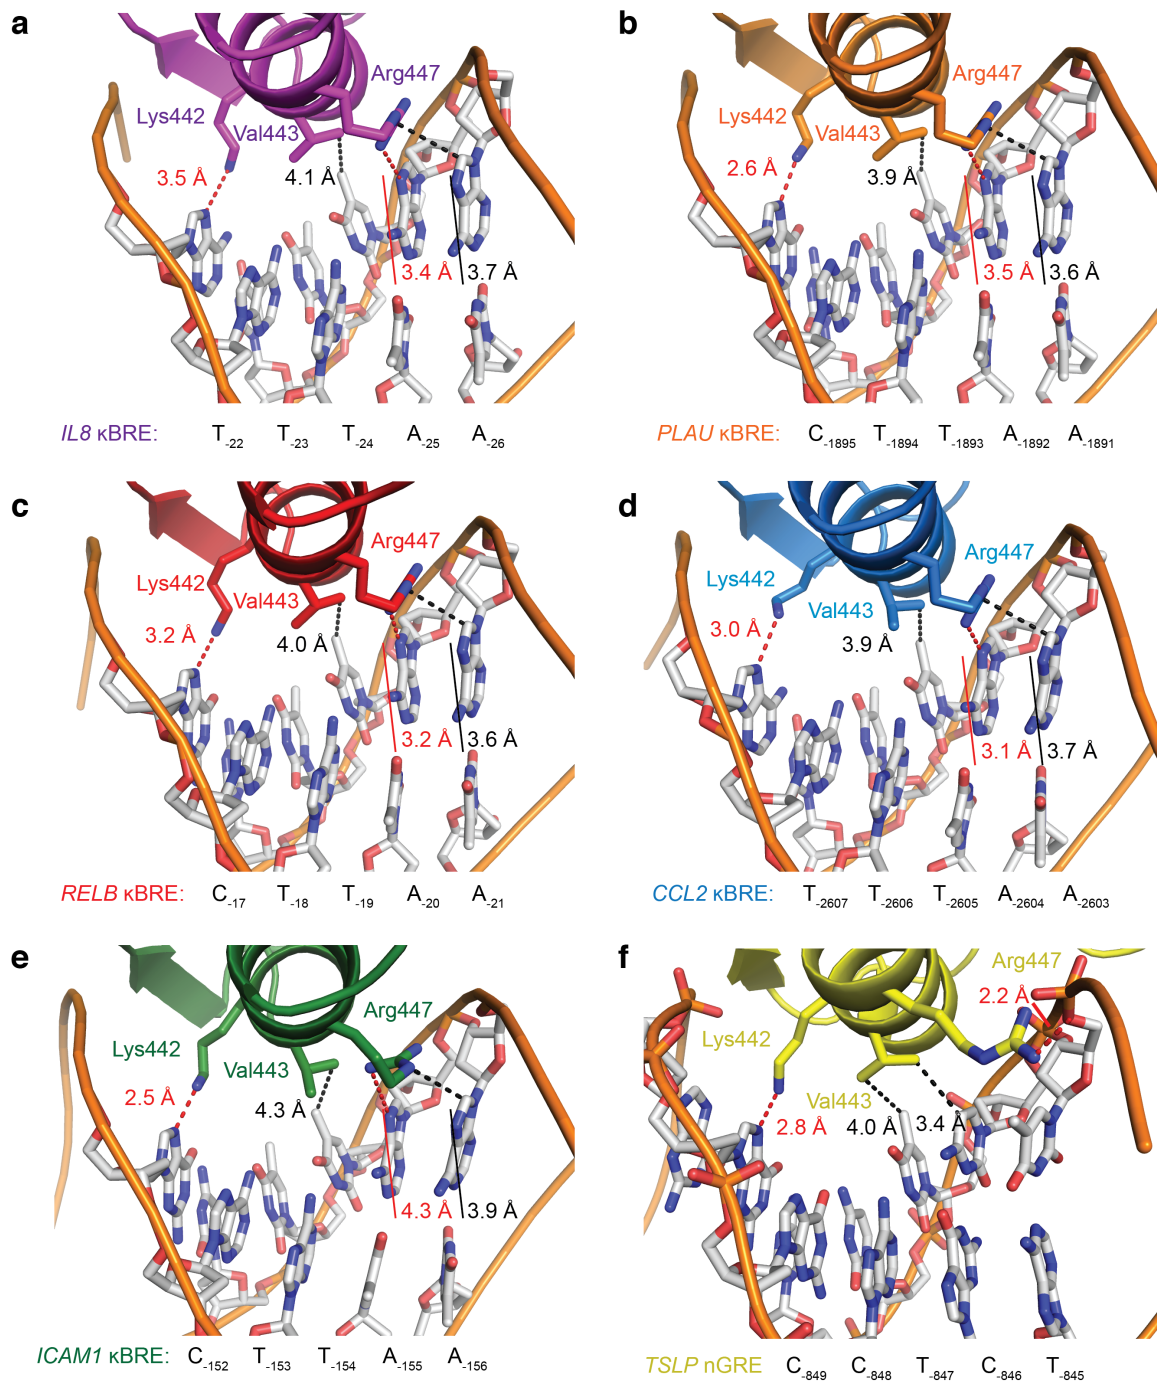 a
Arg447
Lys442
Val443
3.5 Å
4.1 Å
3.4 Å
3.7 Å
IL8 κBRE: T-22 T-23 T-24 A-25 A-26
b
Arg447
Lys442
Val443
2.6 Å
3.9 Å
3.5 Å
3.6 Å
PLAU κBRE: C-1895 T-1894 T-1893 A-1892 A-1891
c
Arg447
Lys442
Val443
3.2 Å
4.0 Å
3.2 Å
3.6 Å
RELB κBRE: C-17 T-18 T-19 A-20 A-21
d
Arg447
Lys442
Val443
3.0 Å
3.9 Å
3.1 Å
3.7 Å
CCL2 κBRE: T-2607 T-2606 T-2605 A-2604 A-2603
e
Arg447
Lys442
Val443
2.5 Å
4.3 Å
4.3 Å
3.9 Å
ICAM1 κBRE: C-152 T-153 T-154 A-155 A-156
f
Arg447
2.2 Å
Lys442
Val443
2.8 Å
4.0 Å
3.4 Å
TSLP nGRE C-849 C-848 T-847 C-846 T-845